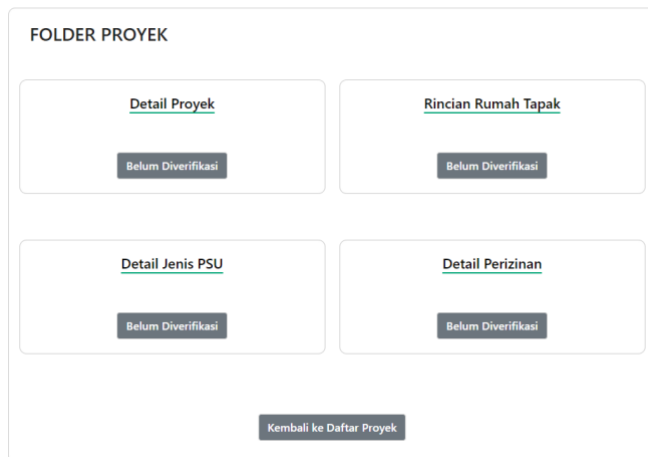 FOLDER PROYEK
Detail Proyek
Belum Diverifikasi
Rincian Rumah Tapak
Belum Diverifikasi
Detail Jenis PSU
Belum Diverifikasi
Detail Perizinan
Belum Diverifikasi
Kembali ke Daftar Proyek